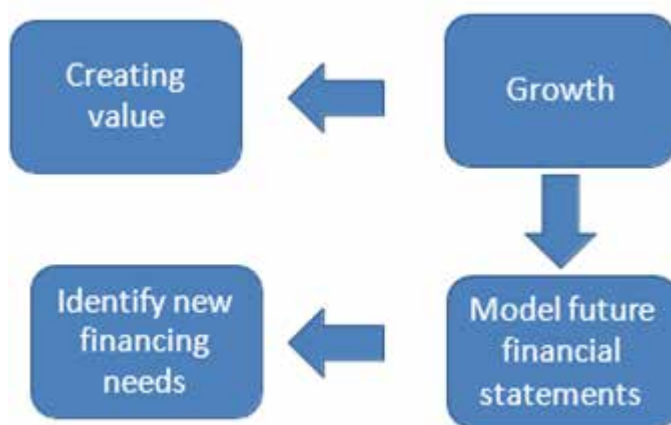 Creating
value
Growth
Identify new
financing
needs
Model future
financial
statements